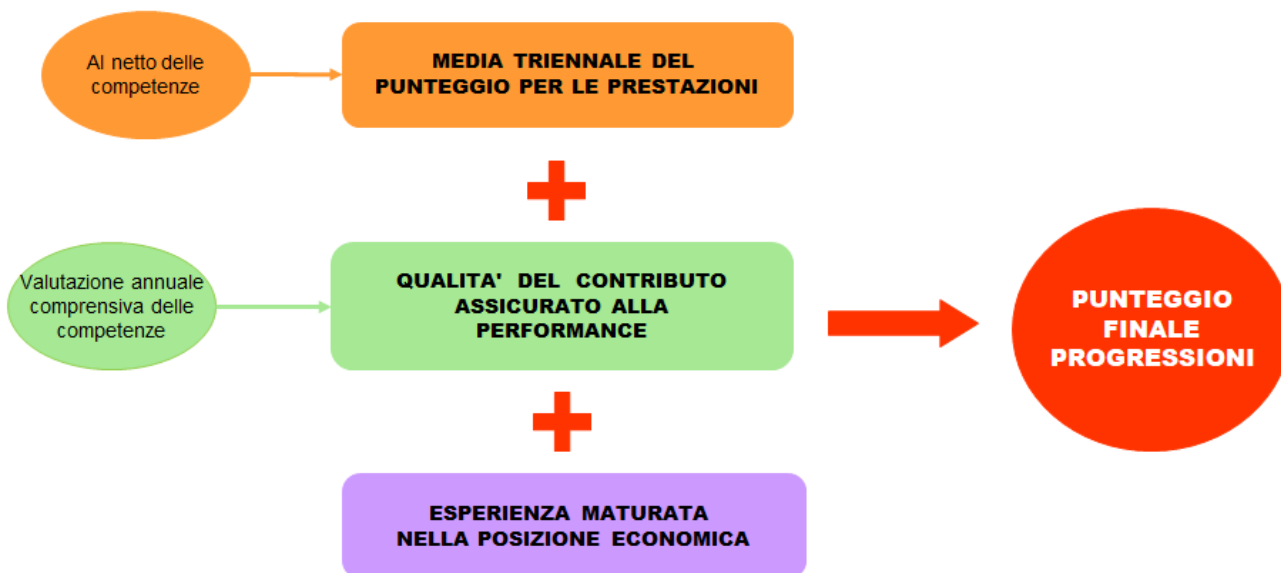 Al netto delle
competenze
MEDIA TRIENNALE DEL
PUNTEGGIO PER LE PRESTAZIONI
Valutazione annuale
comprensiva delle
competenze
QUALITA' DEL CONTRIBUTO
ASSICURATO ALLA
PERFORMANCE
PUNTEGGIO
FINALE
PROGRESSIONI
ESPERIENZA MATURATA
NELLA POSIZIONE ECONOMICA